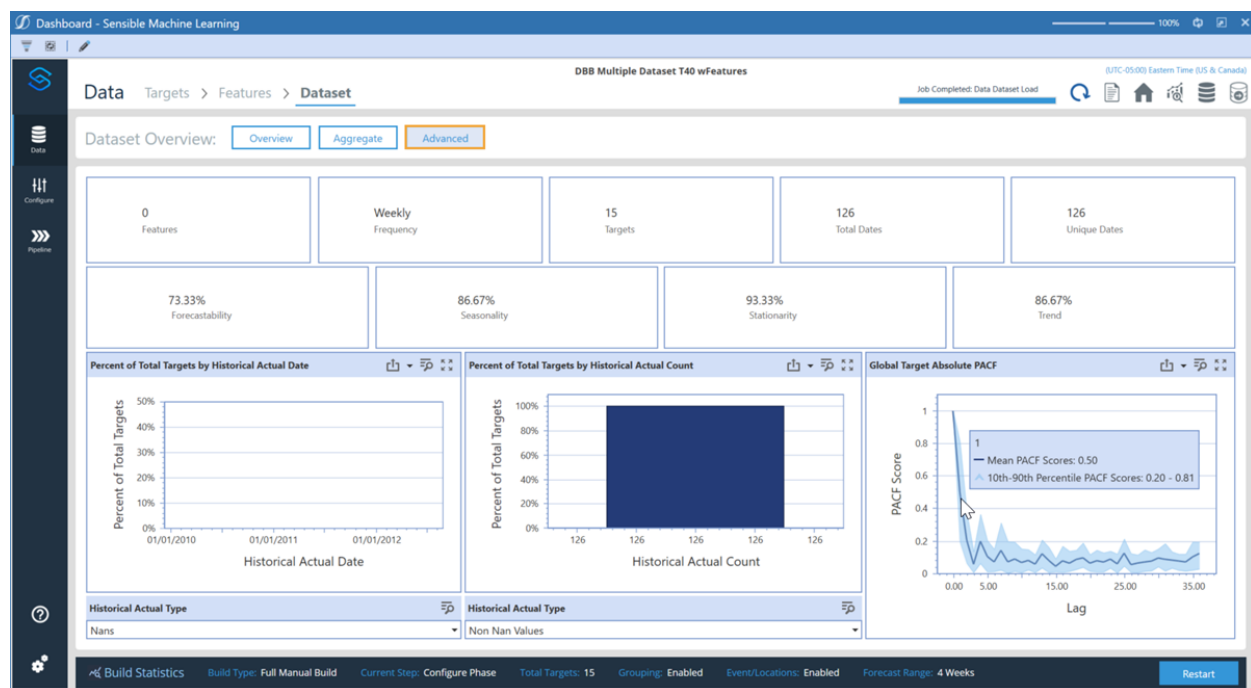 Dashboard - Sensible Machine Learning
100%
DBB Multiple Dataset T40 wFeatures
(UTC-05:00) Eastern Time (US & Canada)
Data Targets > Features > Dataset
Job Completed: Data Dataset Load
Data
Configure
Pipeline
Dataset Overview: Overview Aggregate Advanced
0
Features
Weekly
Frequency
15
Targets
126
Total Dates
126
Unique Dates
73.33%
Forecastability
86.67%
Seasonality
93.33%
Stationarity
86.67%
Trend
Percent of Total Targets by Historical Actual Date
Percent of Total Targets
50%
40%
30%
20%
10%
0%
01/01/2010 01/01/2011 01/01/2012
Historical Actual Date
Historical Actual Type
Nans
Percent of Total Targets by Historical Actual Count
Percent of Total Targets
100%
80%
60%
40%
20%
0%
126 126 126 126 126
Historical Actual Count
Historical Actual Type
Non Nan Values
Global Target Absolute PACF
PACF Score
1
0.8
0.6
0.4
0.2
0
1
Mean PACF Scores: 0.50
10th-90th Percentile PACF Scores: 0.20 - 0.81
0.00 5.00 15.00 25.00 35.00
Lag
Build Statistics Build Type: Full Manual Build Current Step: Configure Phase Total Targets: 15 Grouping: Enabled Event/Locations: Enabled Forecast Range: 4 Weeks Restart